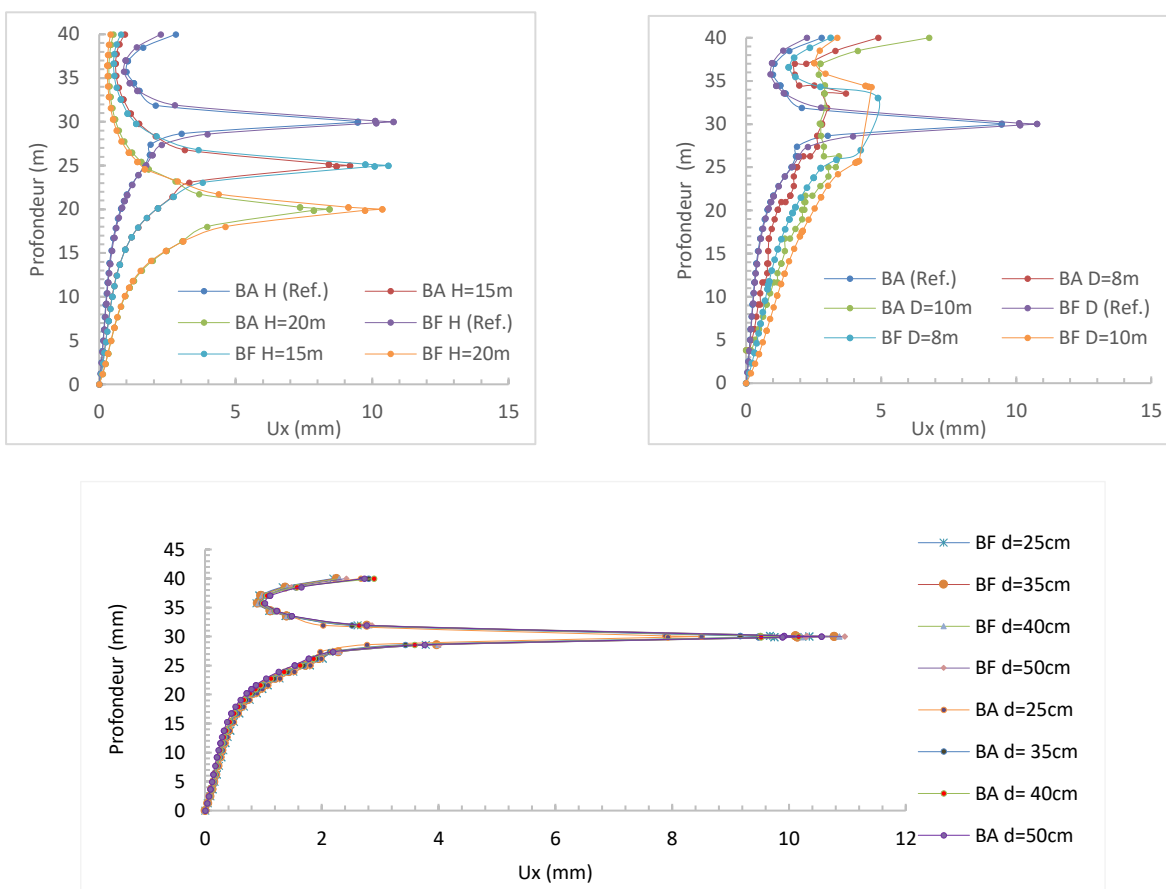 40
35
30
25
20
15
10
5
0
Profondeur (m)
BA H (Ref.) BA H=15m
BA H=20m BF H (Ref.)
BF H=15m BF H=20m
0 5 10 15
Ux (mm)
40
35
30
25
20
15
10
5
0
Profondeur (m)
BA (Ref.) BA D=8m
BA D=10m BF D (Ref.)
BF D=8m BF D=10m
0 5 10 15
Ux (mm)
45
40
35
30
25
20
15
10
5
0
Profondeur (mm)
0 2 4 6 8 10 12
Ux (mm)
BF d=25cm
BF d=35cm
BF d=40cm
BF d=50cm
BA d=25cm
BA d= 35cm
BA d= 40cm
BA d=50cm